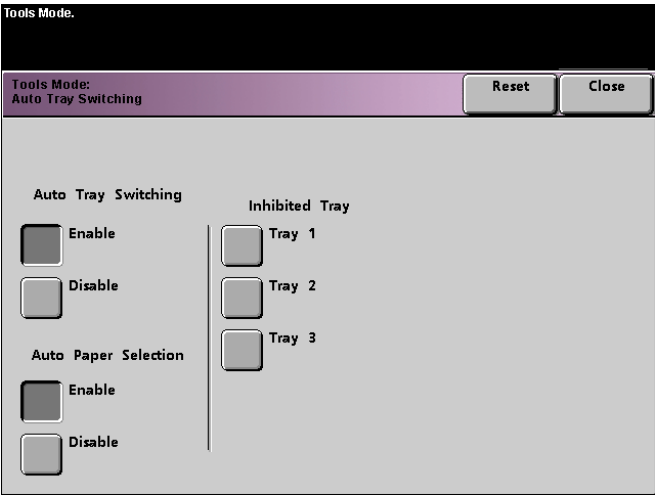 Tools Mode.
Tools Mode:
Auto Tray Switching
Reset
Close
Auto Tray Switching
Enable
Disable
Auto Paper Selection
Enable
Disable
Inhibited Tray
Tray 1
Tray 2
Tray 3